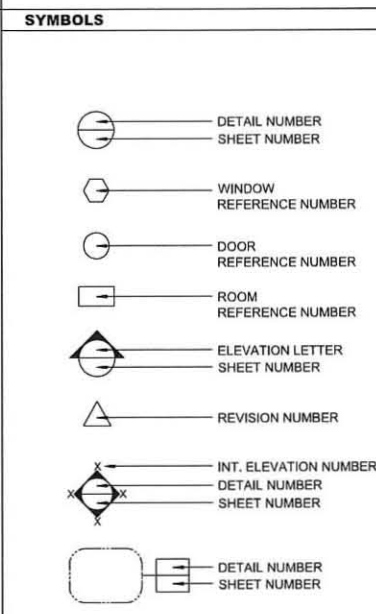 SYMBOLS
DETAIL NUMBER
SHEET NUMBER
WINDOW
REFERENCE NUMBER
DOOR
REFERENCE NUMBER
ROOM
REFERENCE NUMBER
ELEVATION LETTER
SHEET NUMBER
REVISION NUMBER
X INT. ELEVATION NUMBER
DETAIL NUMBER
X X
SHEET NUMBER
X
DETAIL NUMBER
SHEET NUMBER